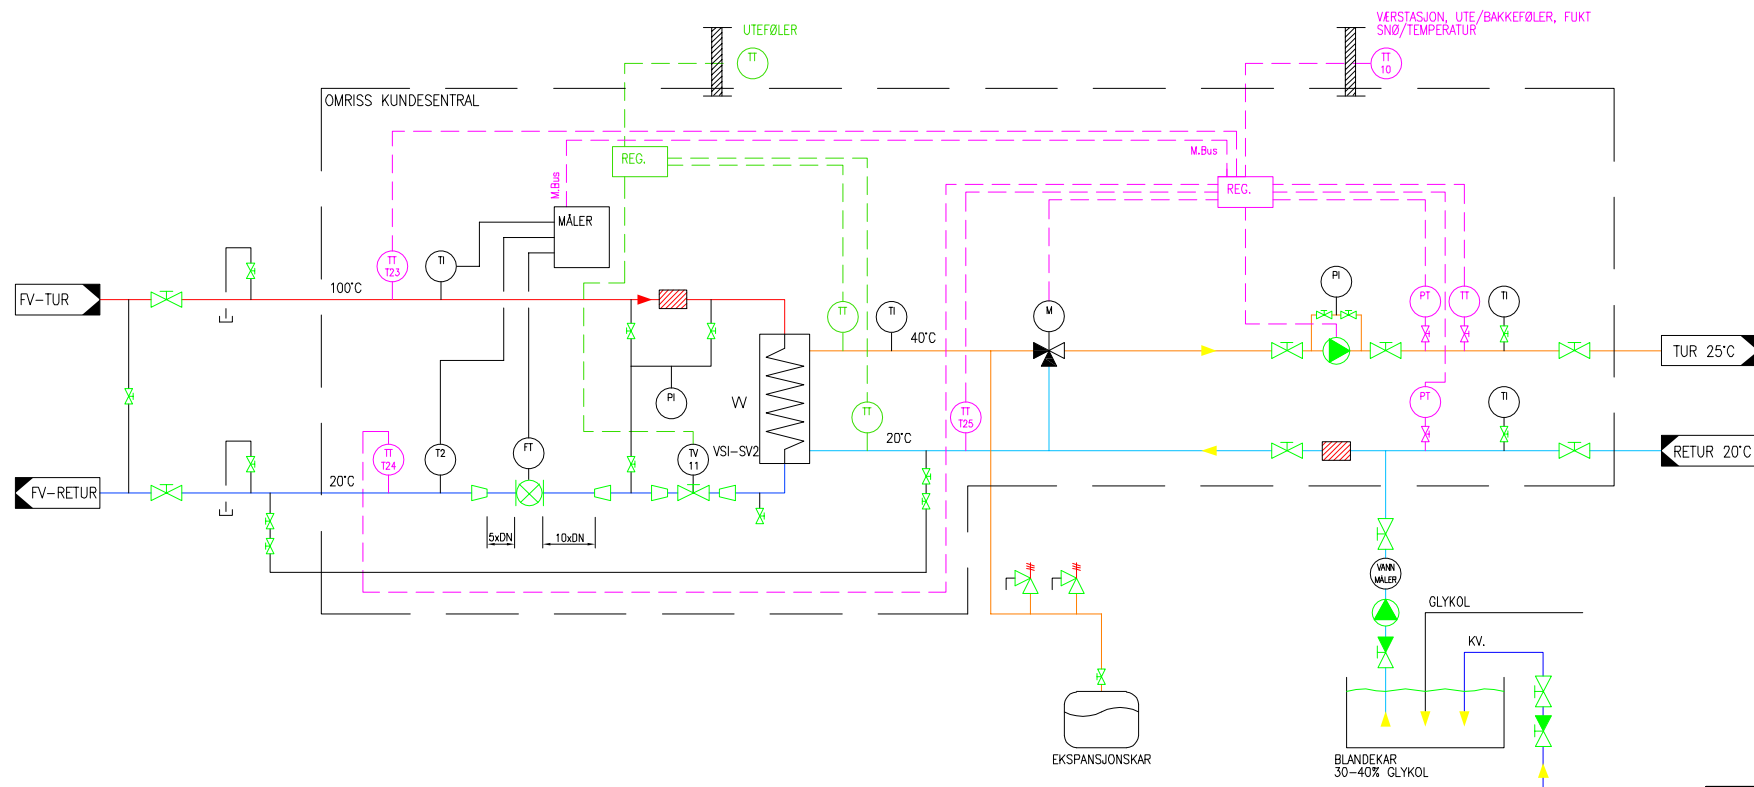 UTEFØLER
TT
VÆRSTASJON, UTE/BAKKEFØLER, FUKT
SNØ/TEMPERATUR
TT
10
OMRISS KUNDESENTRAL
REG.
M.Bus
M.Bus
REG.
MÅLER
TT
T23
TI
FV-TUR
100°C
TT
TI
40°C
M
PI
PT
TT
TI
TUR 25°C
PI
VV
TT
20°C
TT
T25
PT
TI
RETUR 20°C
VSI-SV2
TT
T24
T2
FT
TV
11
FV-RETUR
20°C
5xDN
10xDN
VANN
MÅLER
GLYKOL
KV.
EKSPANSJONSKAR
BLANDEKAR
30-40% GLYKOL